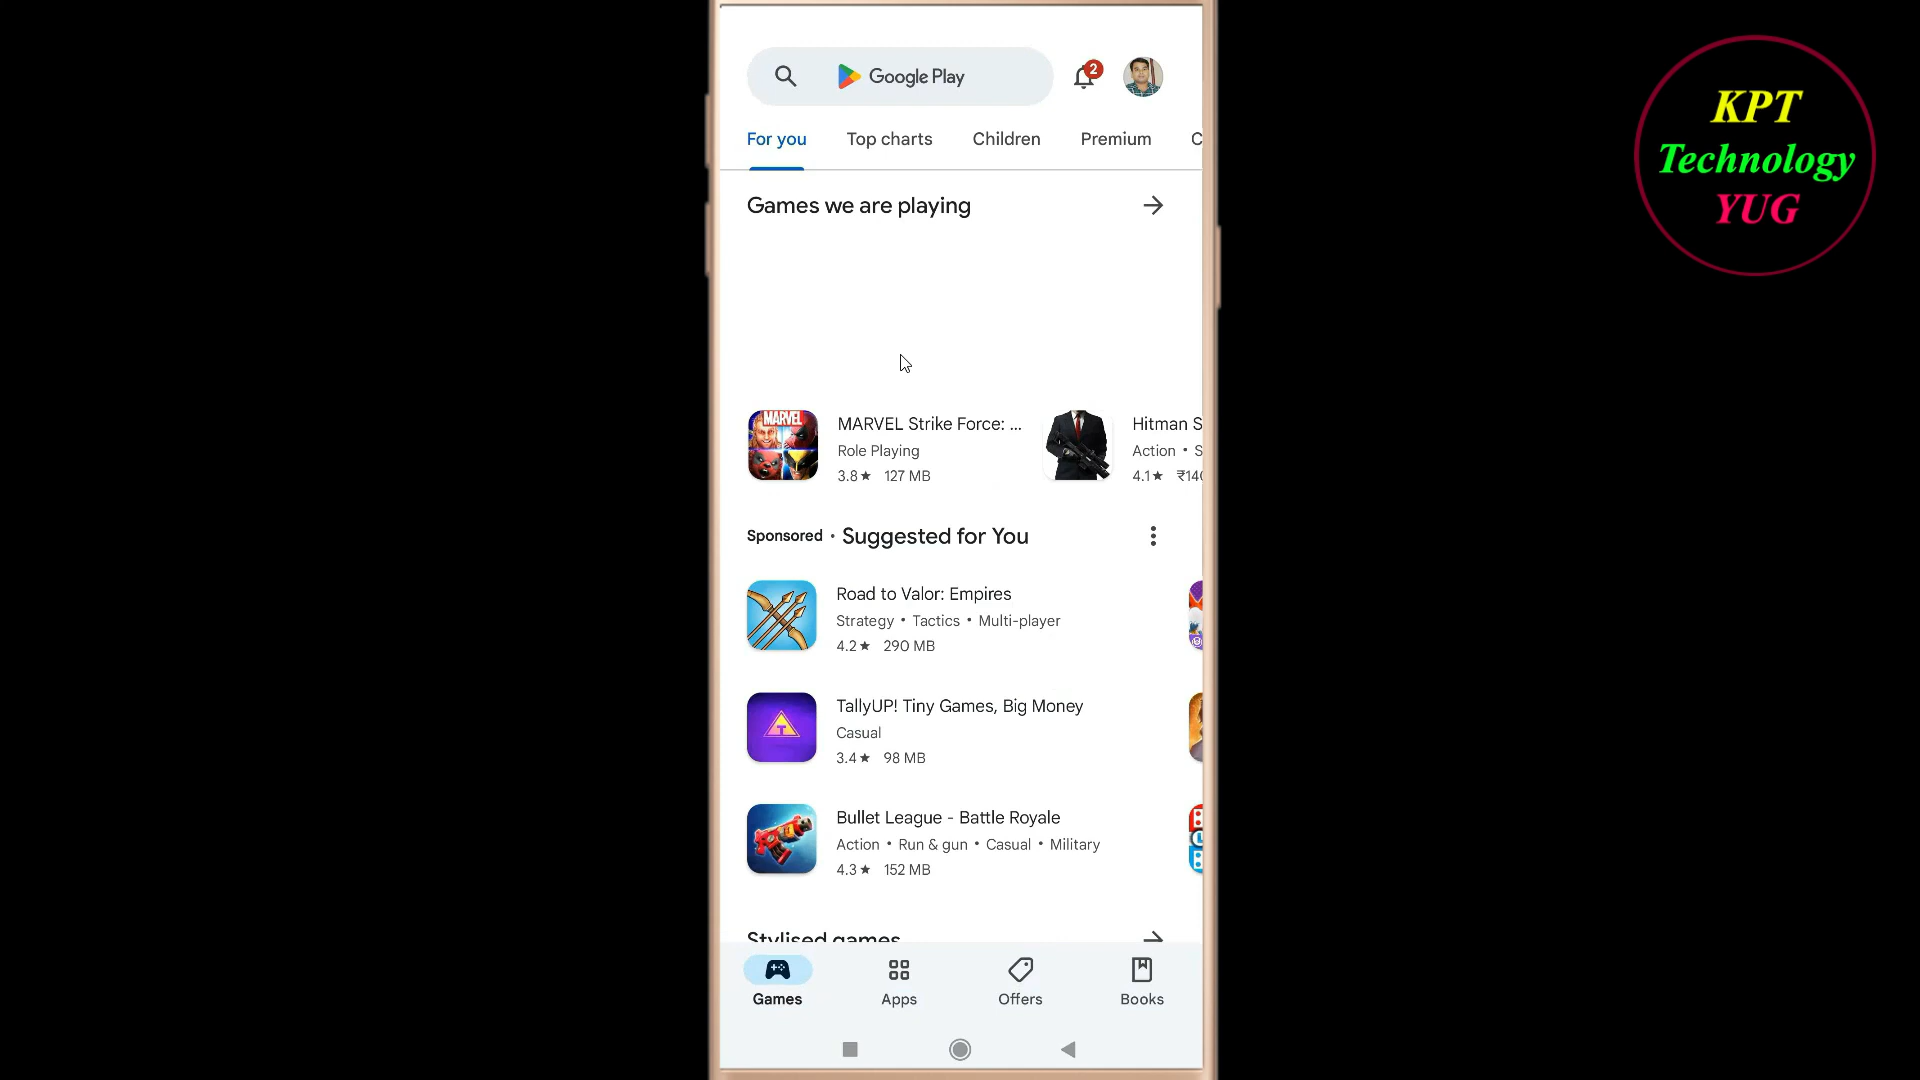 Google Play
2
KPT
Technology
YUG
For you
Top charts
Children
Premium
C
Games we are playing
MARVEL
MARVEL Strike Force: ...
Role Playing
3.8★ 127 MB
Hitman S
Action • S
4.1★ ₹140
Sponsored • Suggested for You
Road to Valor: Empires
Strategy • Tactics • Multi-player
4.2★ 290 MB
T
TallyUP! Tiny Games, Big Money
Casual
3.4★ 98 MB
Bullet League - Battle Royale
Action • Run & gun • Casual • Military
4.3★ 152 MB
Stylised games
Games
Apps
Offers
Books